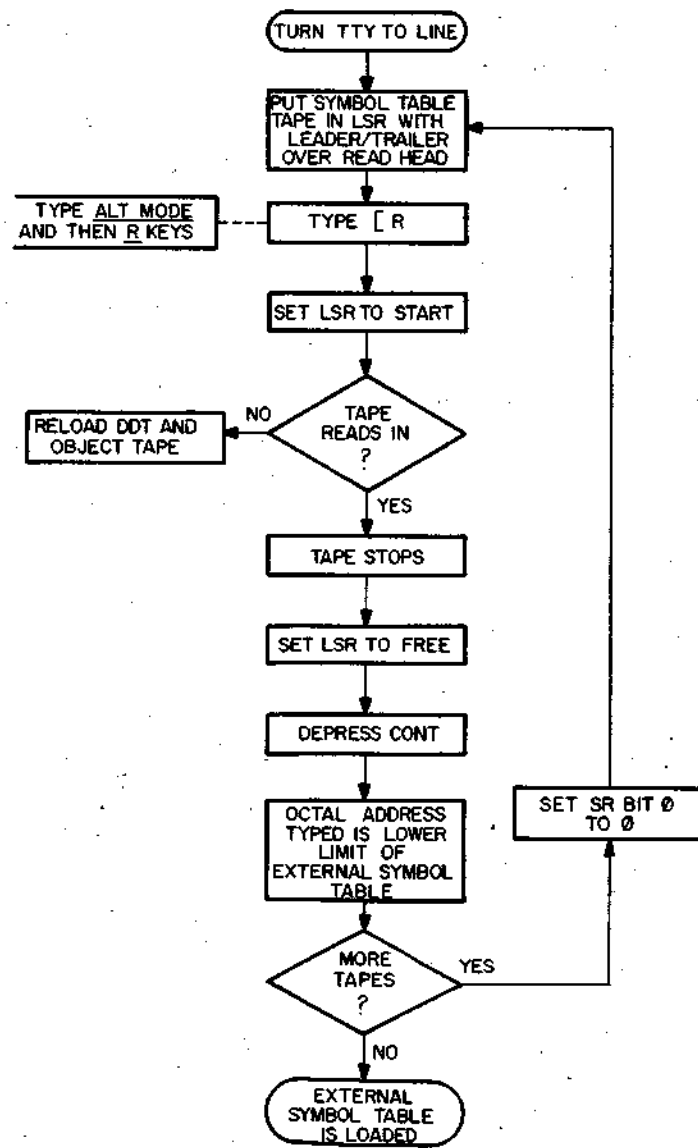 TURN TTY TO LINE
PUT SYMBOL TABLE
TAPE IN LSR WITH
LEADER/TRAILER
OVER READ HEAD
TYPE ALT MODE
AND THEN R KEYS
TYPE [ R
SET LSR TO START
TAPE
READS IN
?
NO
RELOAD DDT AND
OBJECT TAPE
YES
TAPE STOPS
SET LSR TO FREE
DEPRESS CONT
OCTAL ADDRESS
TYPED IS LOWER
LIMIT OF
EXTERNAL SYMBOL
TABLE
SET SR BIT Ø
TO Ø
MORE
TAPES
?
YES
NO
EXTERNAL
SYMBOL TABLE
IS LOADED